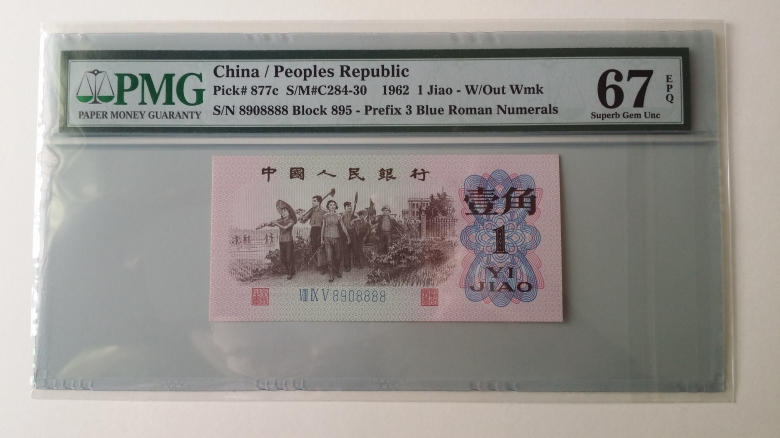 PMG
PAPER MONEY GUARANTY
China / Peoples Republic
Pick# 877c S/M#C284-30 1962 1 Jiao - W/Out Wmk
S/N 8908888 Block 895 - Prefix 3 Blue Roman Numerals
67 EPQ
Superb Gem Unc
中國人民銀行
壹角
1
YI
JIAO
VIII IX V 8908888